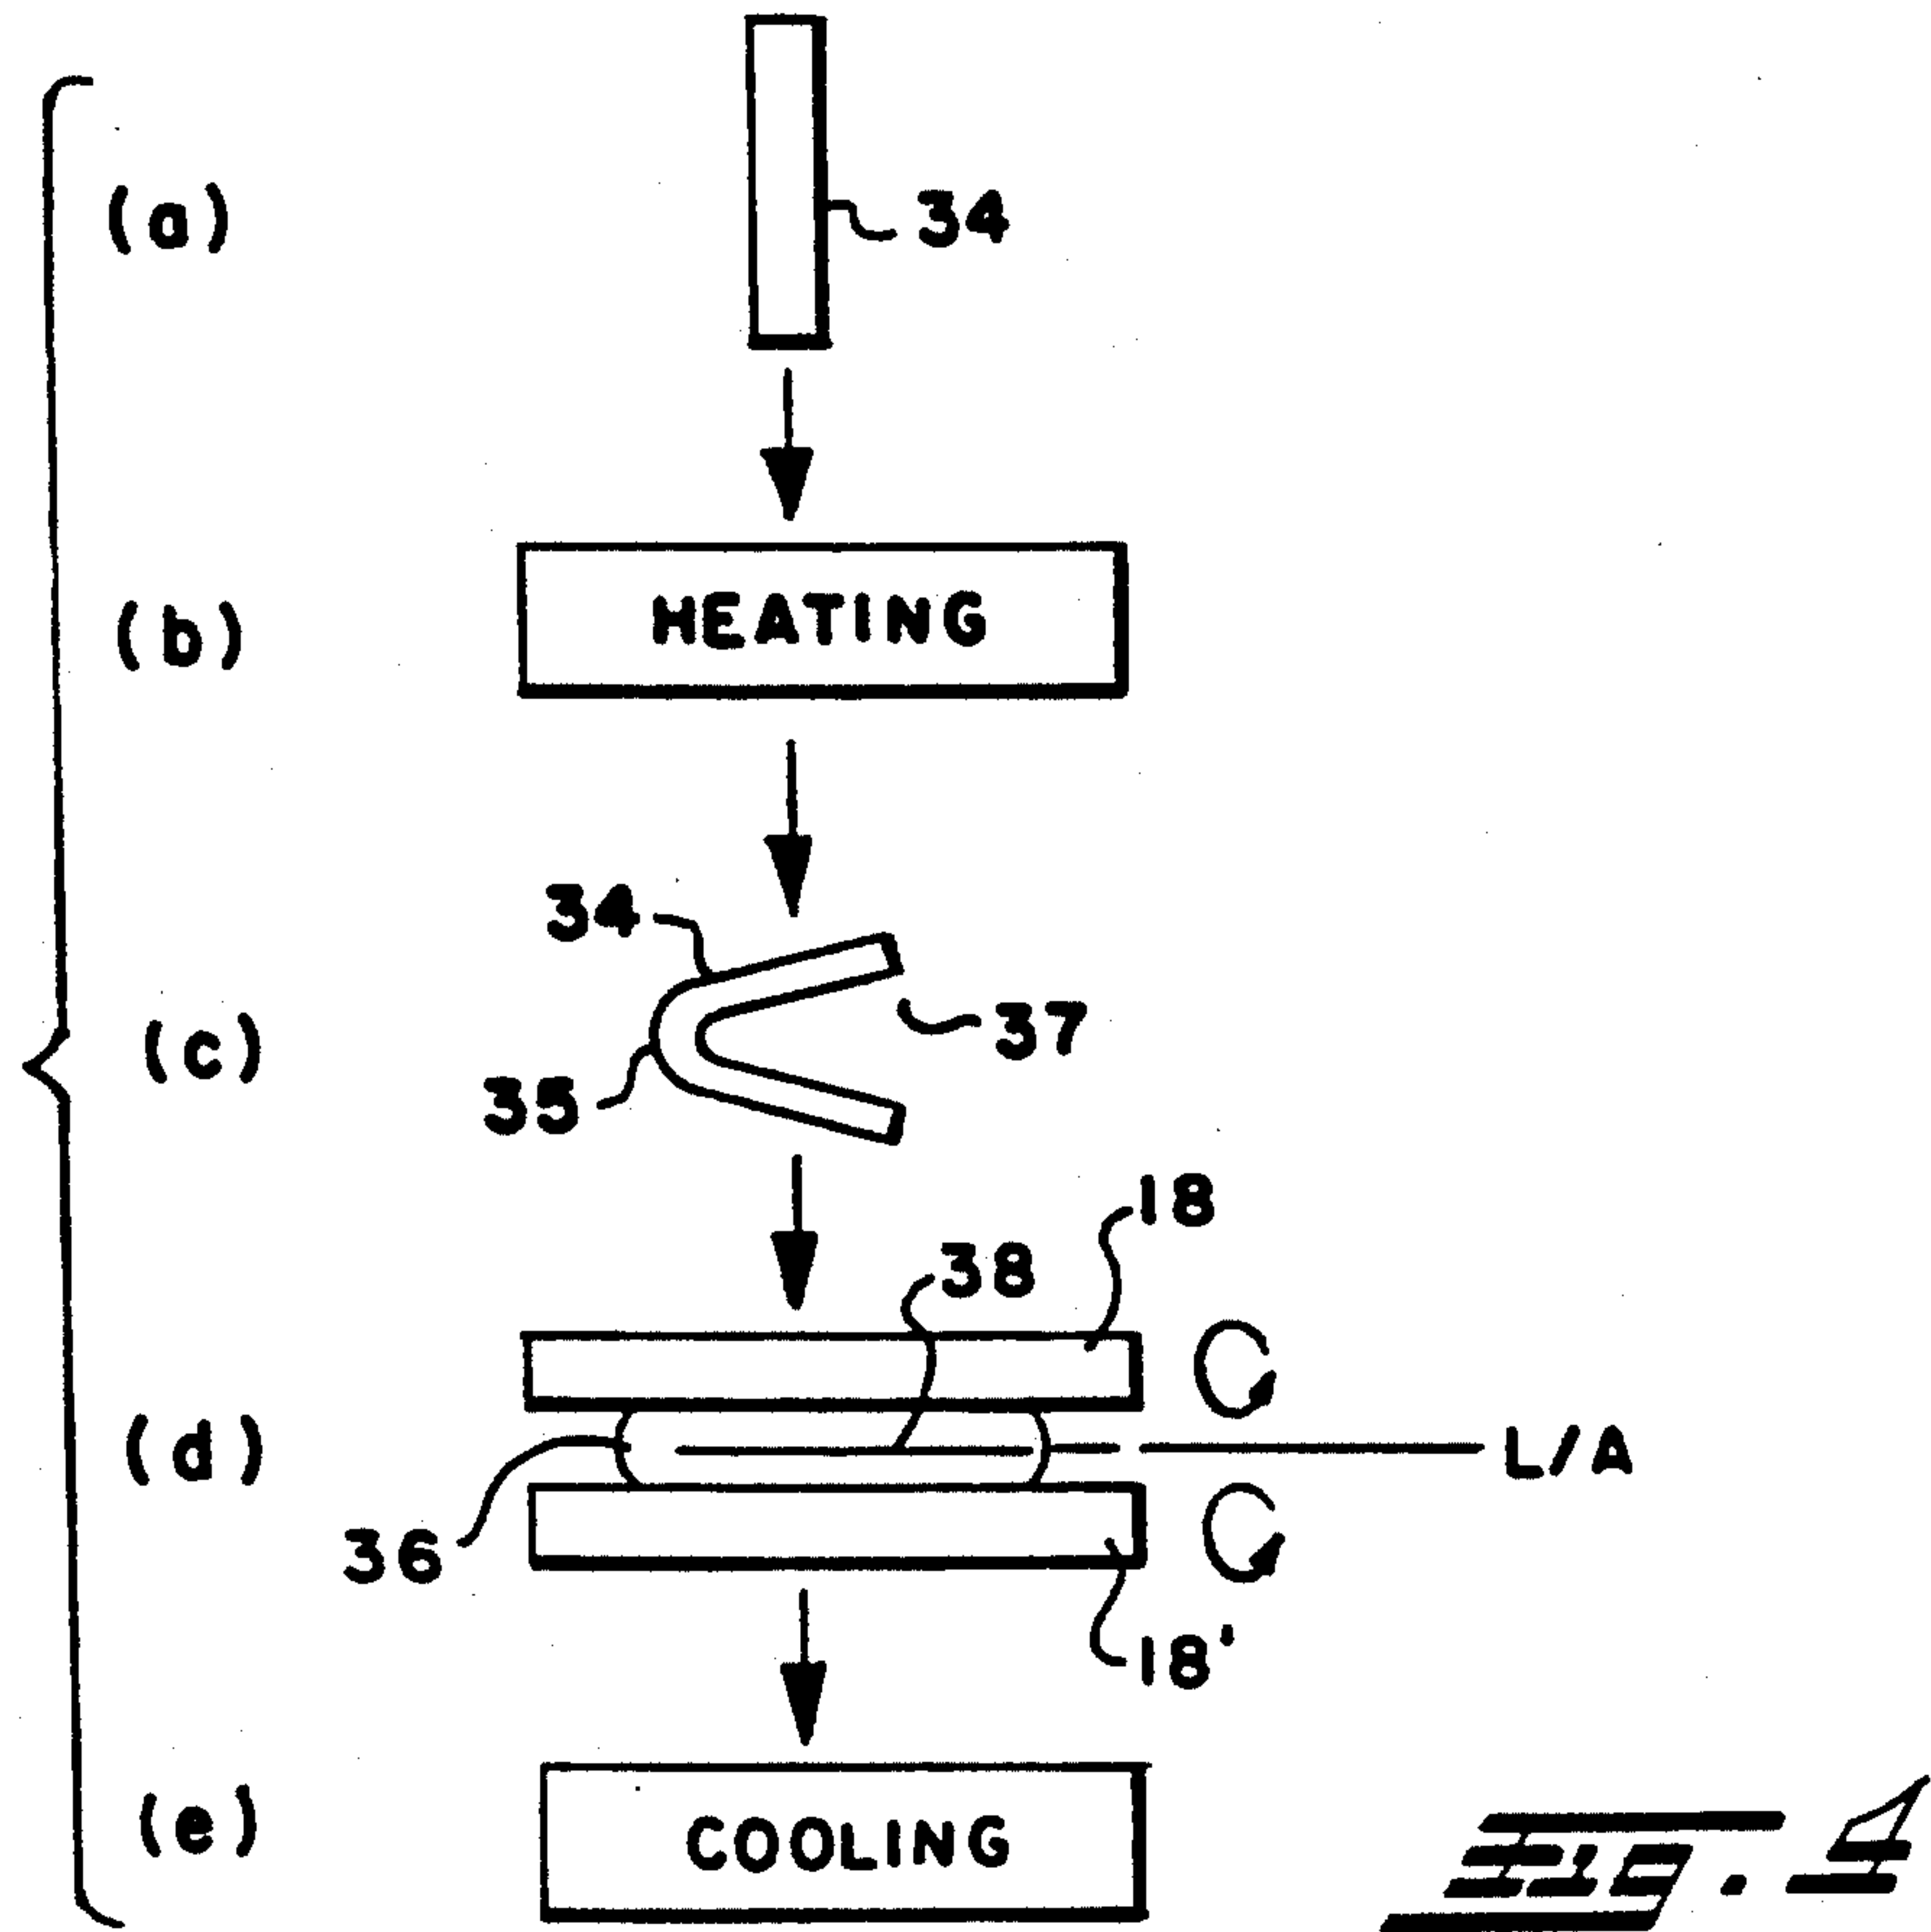 (a)
34
(b)
HEATING
34
37
(c)
35
18
38
(d)
L/A
36
18'
(e)
COOLING
Fig. 4